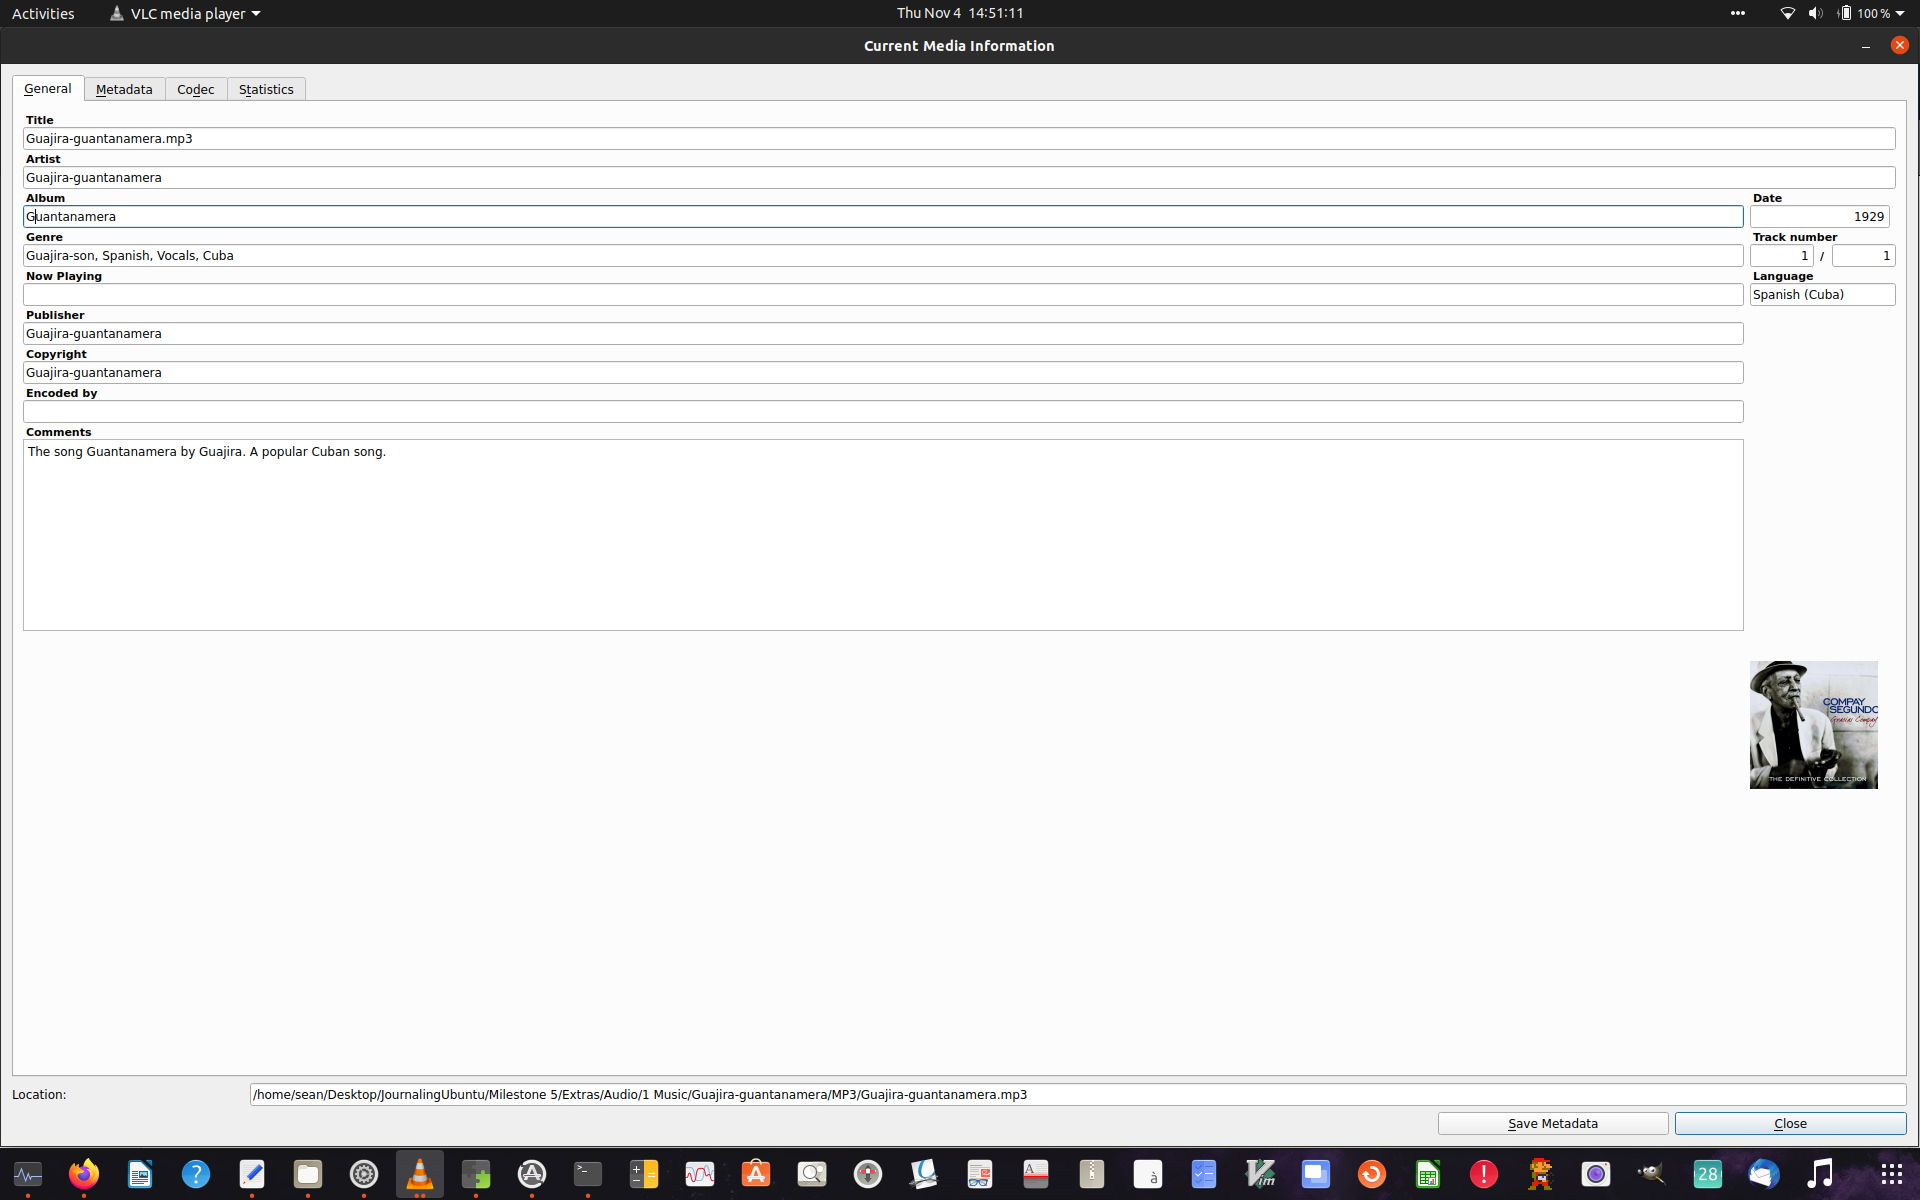 Activities VLC media player Thu Nov 4 14:51:11 100 %
Current Media Information
General Metadata Codec Statistics
Title
Guajira-guantanamera.mp3
Artist
Guajira-guantanamera
Album Date
Guantanamera 1929
Genre Track number
Guajira-son, Spanish, Vocals, Cuba 1 / 1
Now Playing Language
Spanish (Cuba)
Publisher
Guajira-guantanamera
Copyright
Guajira-guantanamera
Encoded by
Comments
The song Guantanamera by Guajira. A popular Cuban song.
COMPAY
SEGUNDO
Gracias Compay
THE DEFINITIVE COLLECTION
Location: /home/sean/Desktop/JournalingUbuntu/Milestone 5/Extras/Audio/1 Music/Guajira-guantanamera/MP3/Guajira-guantanamera.mp3
Save Metadata Close
28